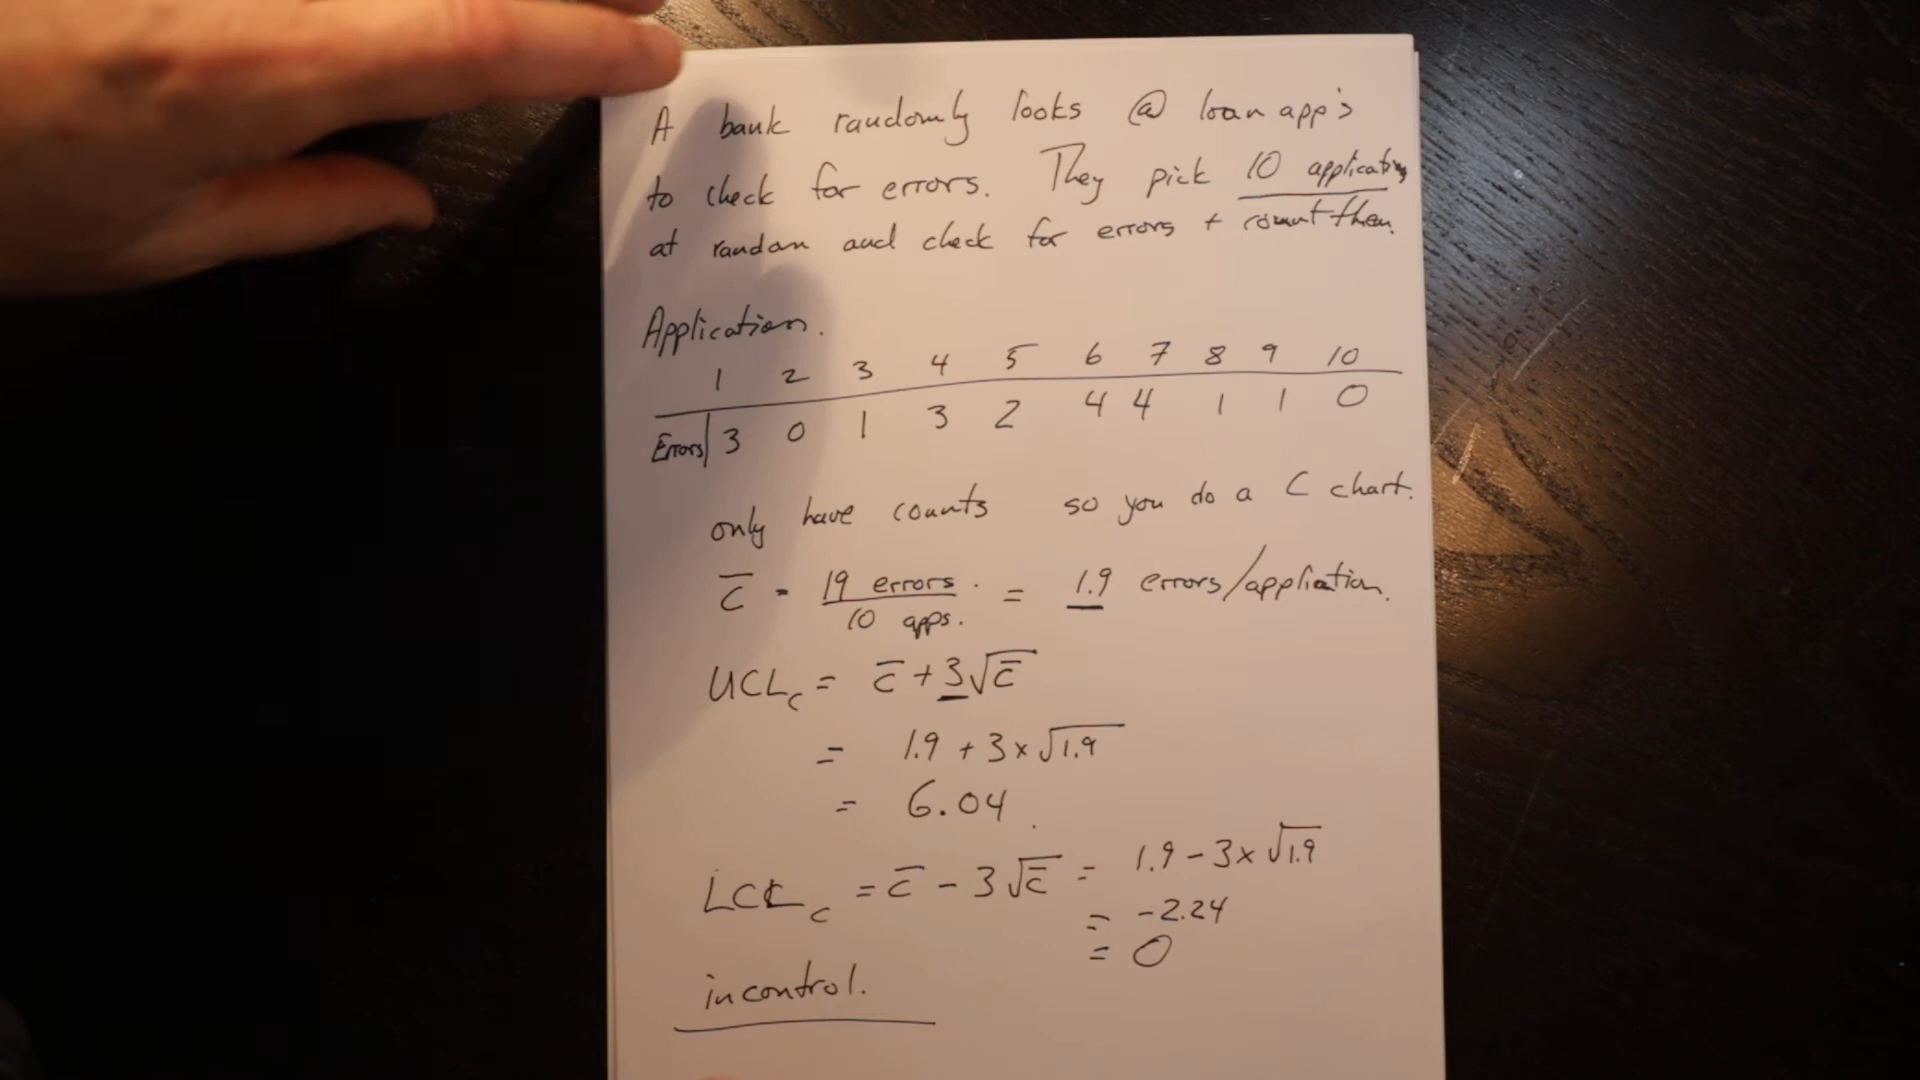 A bank randomly looks @ loan app's
to check for errors. They pick 10 applications
at random and check for errors + count them.
Application.
1 2 3 4 5 6 7 8 9 10
Errors 3 0 1 3 2 4 4 1 1 0
only have counts so you do a C chart.
c̄ = 19 errors / 10 apps. = 1.9 errors/application.
UCL_c = c̄ + 3√c̄
= 1.9 + 3 x √1.9
= 6.04
LCL_c = c̄ - 3√c̄ = 1.9 - 3 x √1.9
= -2.24
= 0
in control.